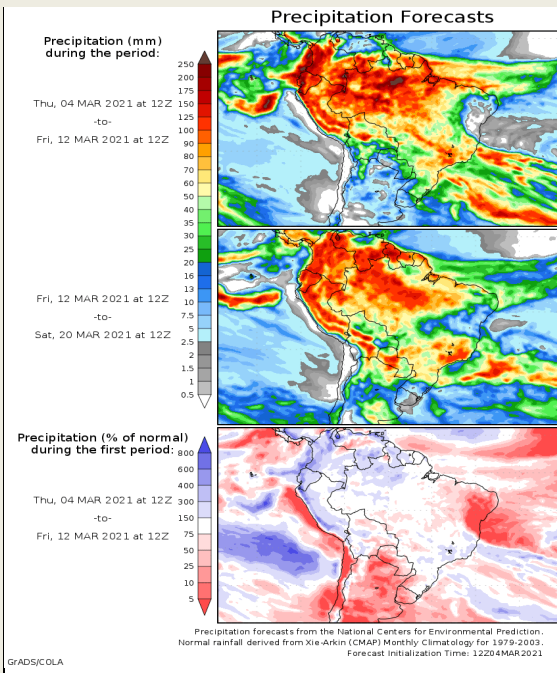 Precipitation Forecasts
Precipitation (mm)
during the period:
Thu, 04 MAR 2021 at 12Z
-to-
Fri, 12 MAR 2021 at 12Z
250
200
175
150
125
100
90
80
70
60
50
40
35
30
25
20
16
13
10
7.5
5
2.5
2
1.5
1
0.5
Fri, 12 MAR 2021 at 12Z
-to-
Sat, 20 MAR 2021 at 12Z
Precipitation (% of normal)
during the first period:
Thu, 04 MAR 2021 at 12Z
-to-
Fri, 12 MAR 2021 at 12Z
800
600
400
300
150
75
50
25
10
5
Precipitation forecasts from the National Centers for Environmental Prediction.
Normal rainfall derived from Xie-Arkin (CMAP) Monthly Climatology for 1979-2003.
Forecast Initialization Time: 12Z04MAR2021
GrADS/COLA